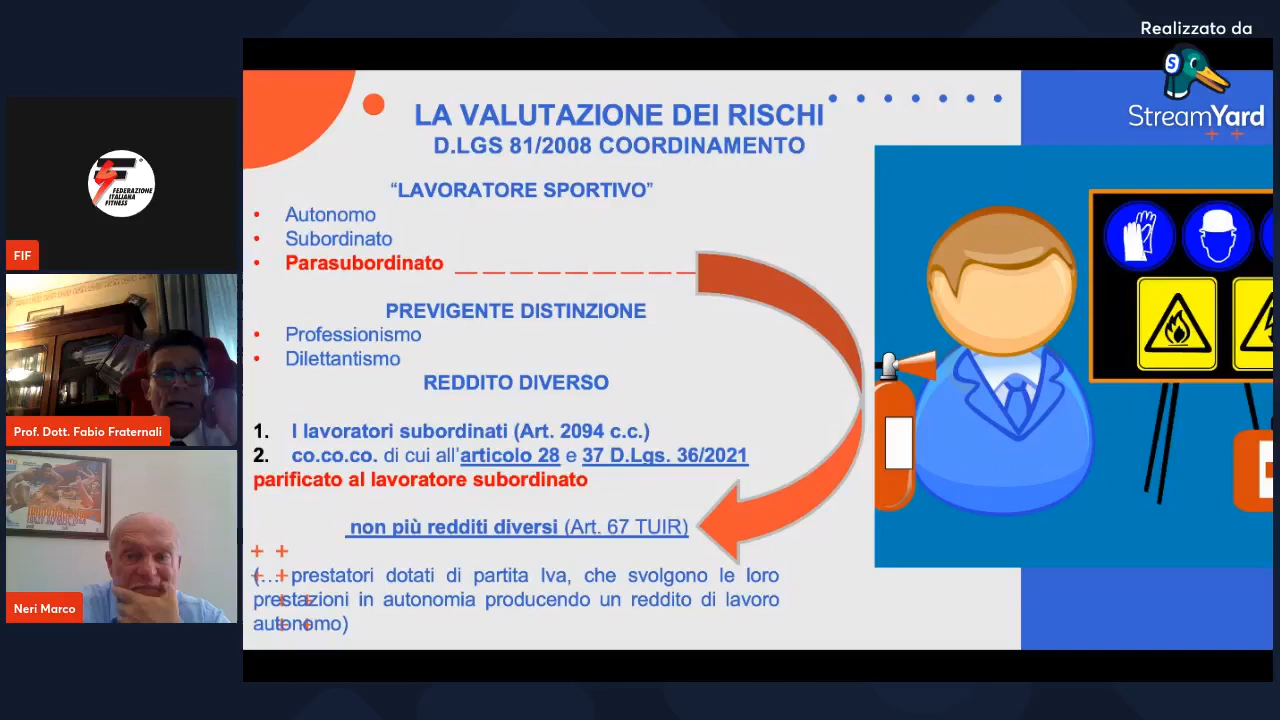 Realizzato da
StreamYard
FEDERAZIONE
ITALIANA
FITNESS
FIF
Prof. Dott. Fabio Fraternali
Neri Marco
LA VALUTAZIONE DEI RISCHI
D.LGS 81/2008 COORDINAMENTO
“LAVORATORE SPORTIVO”
• Autonomo
• Subordinato
• Parasubordinato
PREVIGENTE DISTINZIONE
• Professionismo
• Dilettantismo
REDDITO DIVERSO
1. I lavoratori subordinati (Art. 2094 c.c.)
2. co.co.co. di cui all'articolo 28 e 37 D.Lgs. 36/2021
parificato al lavoratore subordinato
non più redditi diversi (Art. 67 TUIR)
(… prestatori dotati di partita Iva, che svolgono le loro
prestazioni in autonomia producendo un reddito di lavoro
autonomo)